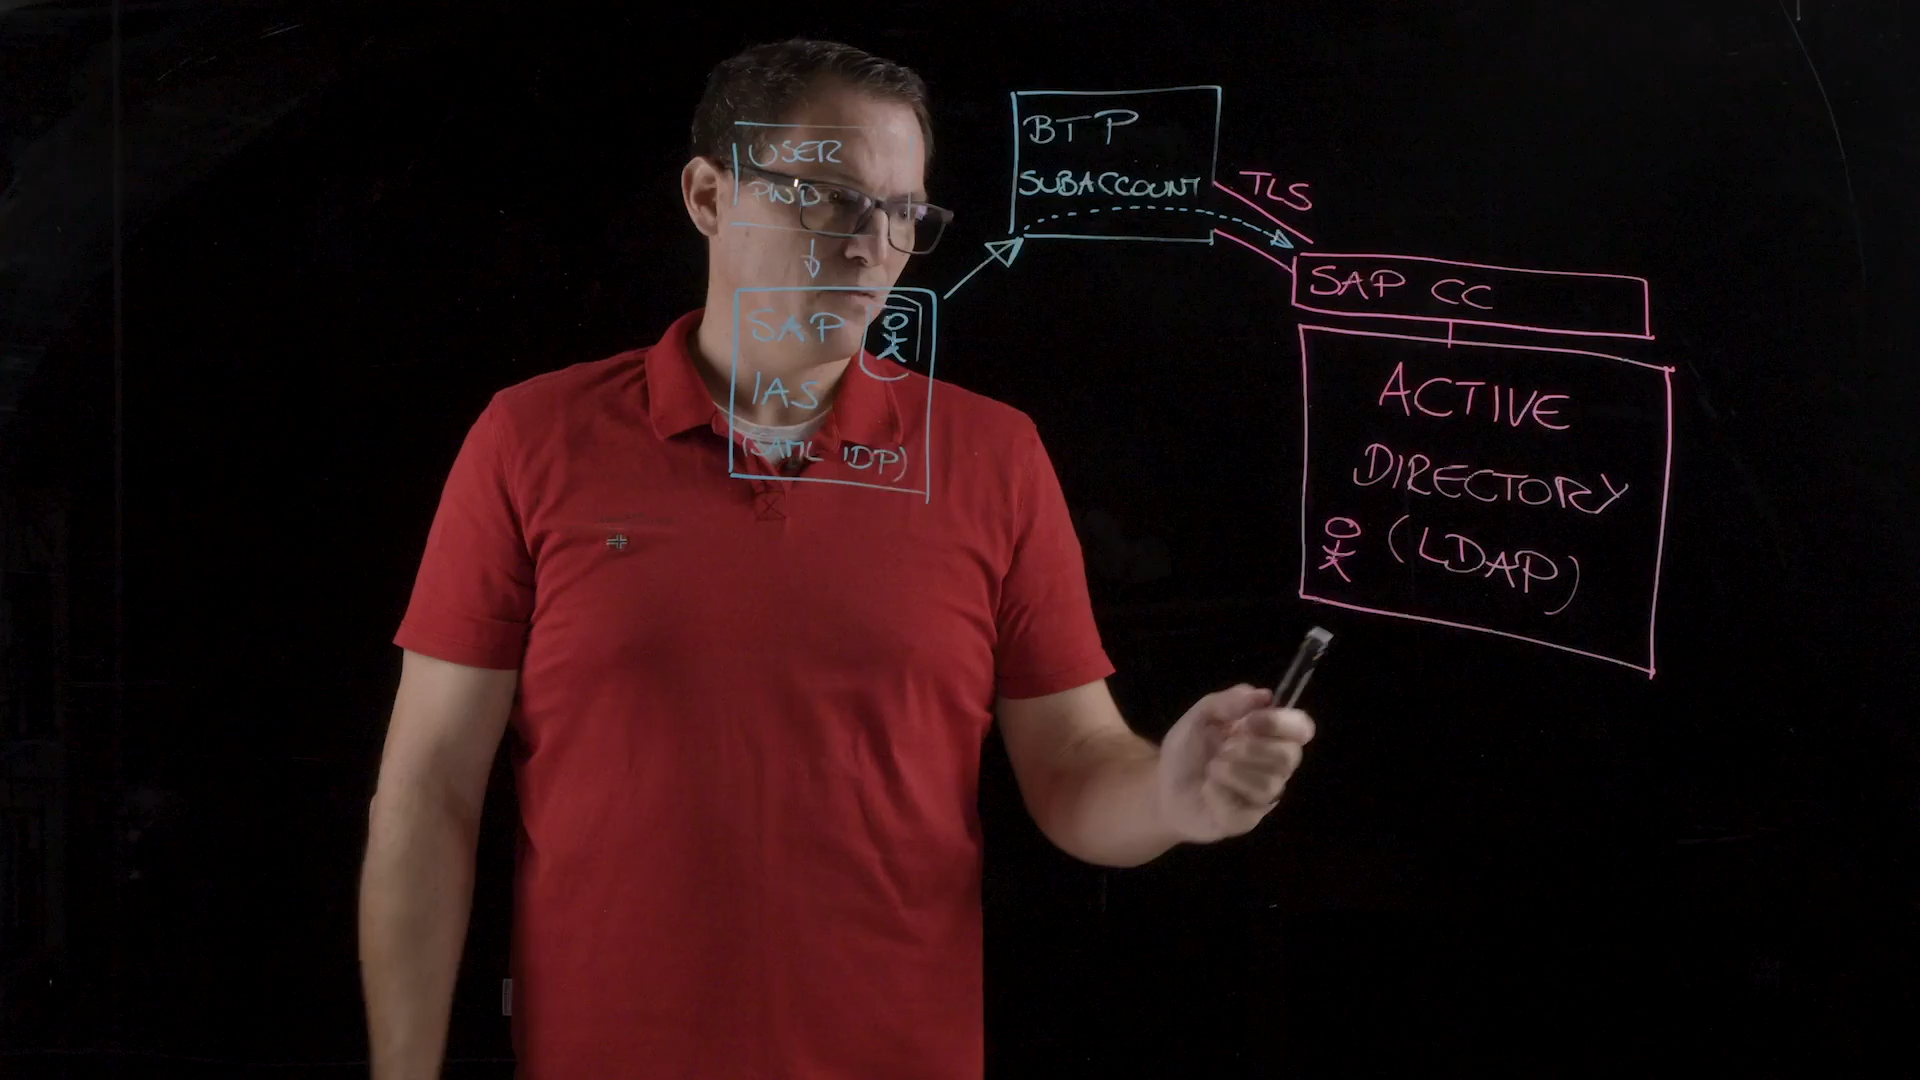 USER
PWD
SAP
IAS
(SAML IDP)
BTP
SUBACCOUNT
TLS
SAP CC
ACTIVE
DIRECTORY
(LDAP)